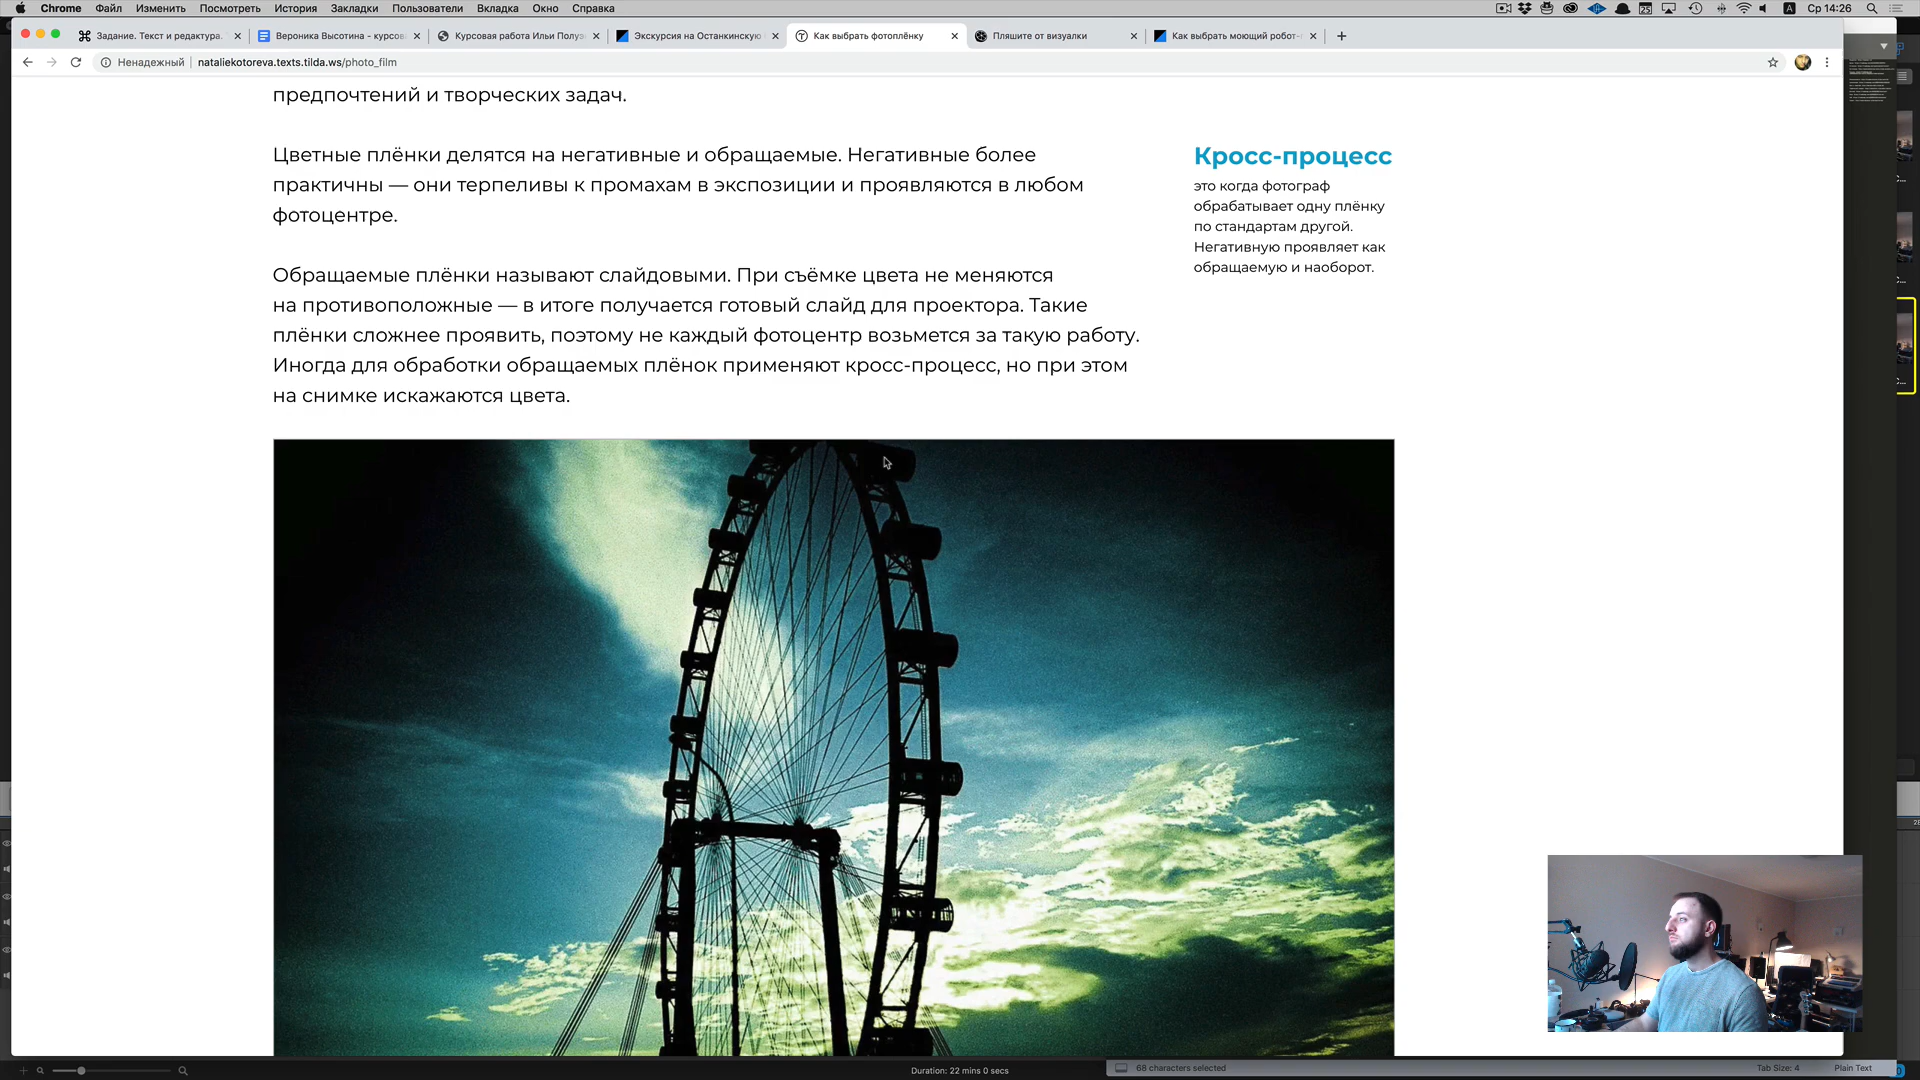 Chrome Файл Изменить Посмотреть История Закладки Пользователи Вкладка Окно Справка
25 A Ср 14:26
Задание. Текст и редактура.
Вероника Высотина - курсов
Курсовая работа Ильи Полуэ
Экскурсия на Останкинскую
Как выбрать фотоплёнку
Пляшите от визуалки
Как выбрать моющий робот-
Ненадежный nataliekotoreva.texts.tilda.ws/photo_film
предпочтений и творческих задач.
Цветные плёнки делятся на негативные и обращаемые. Негативные более
практичны — они терпеливы к промахам в экспозиции и проявляются в любом
фотоцентре.
Обращаемые плёнки называют слайдовыми. При съёмке цвета не меняются
на противоположные — в итоге получается готовый слайд для проектора. Такие
плёнки сложнее проявить, поэтому не каждый фотоцентр возьмется за такую работу.
Иногда для обработки обращаемых плёнок применяют кросс-процесс, но при этом
на снимке искажаются цвета.
Кросс-процесс
это когда фотограф
обрабатывает одну плёнку
по стандартам другой.
Негативную проявляет как
обращаемую и наоборот.
Duration: 22 mins 0 secs
68 characters selected
Tab Size: 4
Plain Text